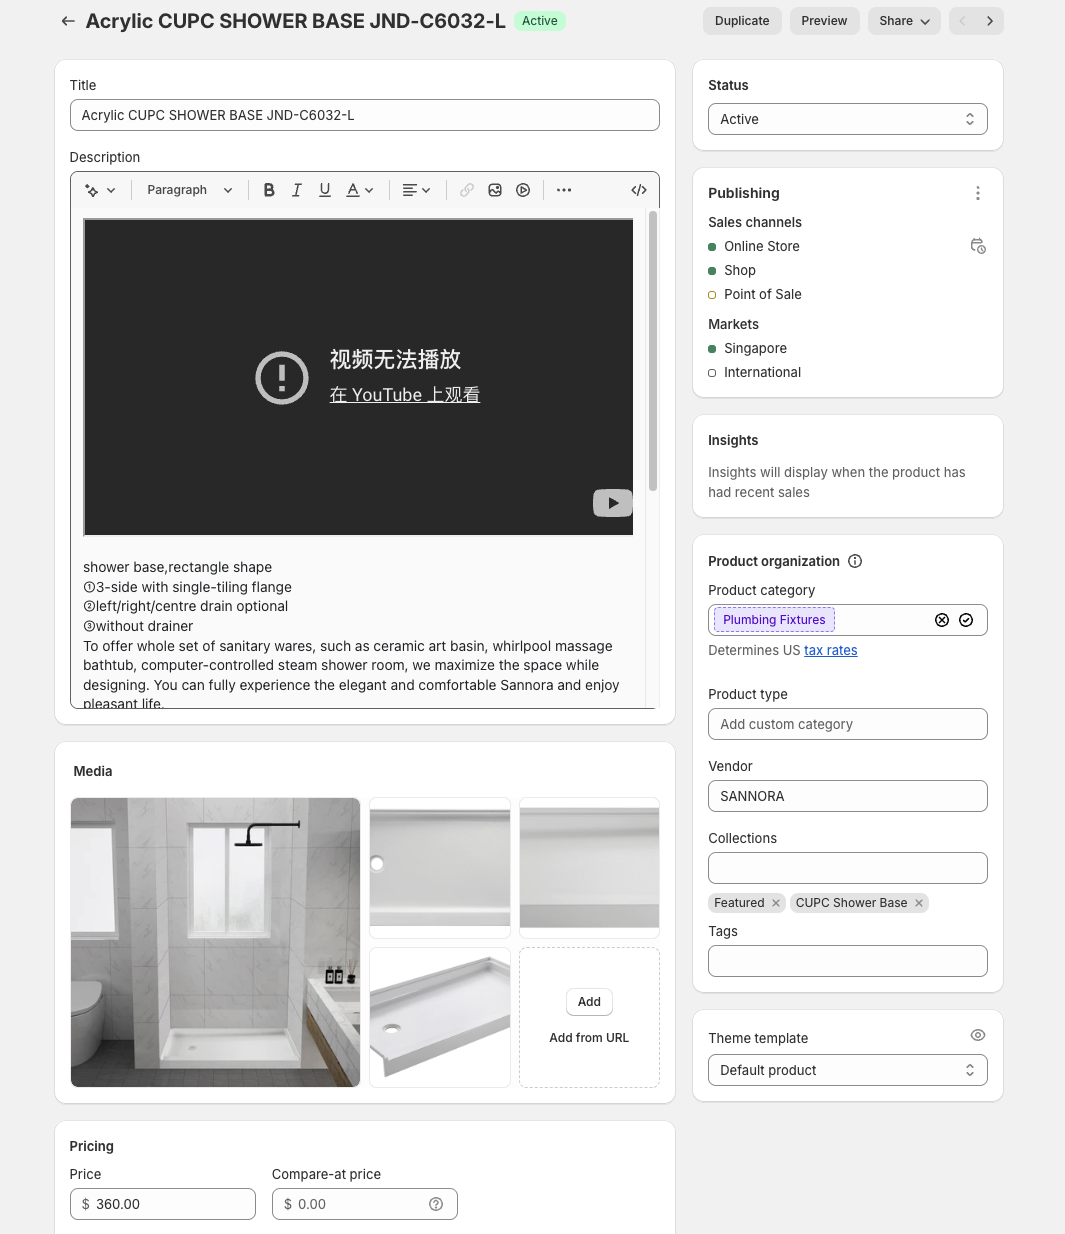 Acrylic CUPC SHOWER BASE JND-C6032-L
Active
Duplicate
Preview
Share
Title
Acrylic CUPC SHOWER BASE JND-C6032-L
Description
Paragraph
B I U A
视频无法播放
在 YouTube 上观看
shower base,rectangle shape
①3-side with single-tiling flange
②left/right/centre drain optional
③without drainer
To offer whole set of sanitary wares, such as ceramic art basin, whirlpool massage
bathtub, computer-controlled steam shower room, we maximize the space while
designing. You can fully experience the elegant and comfortable Sannora and enjoy
pleasant life.
Media
Add
Add from URL
Pricing
Price
Compare-at price
$ 360.00
$ 0.00
Status
Active
Publishing
Sales channels
Online Store
Shop
Point of Sale
Markets
Singapore
International
Insights
Insights will display when the product has
had recent sales
Product organization
Product category
Plumbing Fixtures
Determines US tax rates
Product type
Add custom category
Vendor
SANNORA
Collections
Featured
CUPC Shower Base
Tags
Theme template
Default product